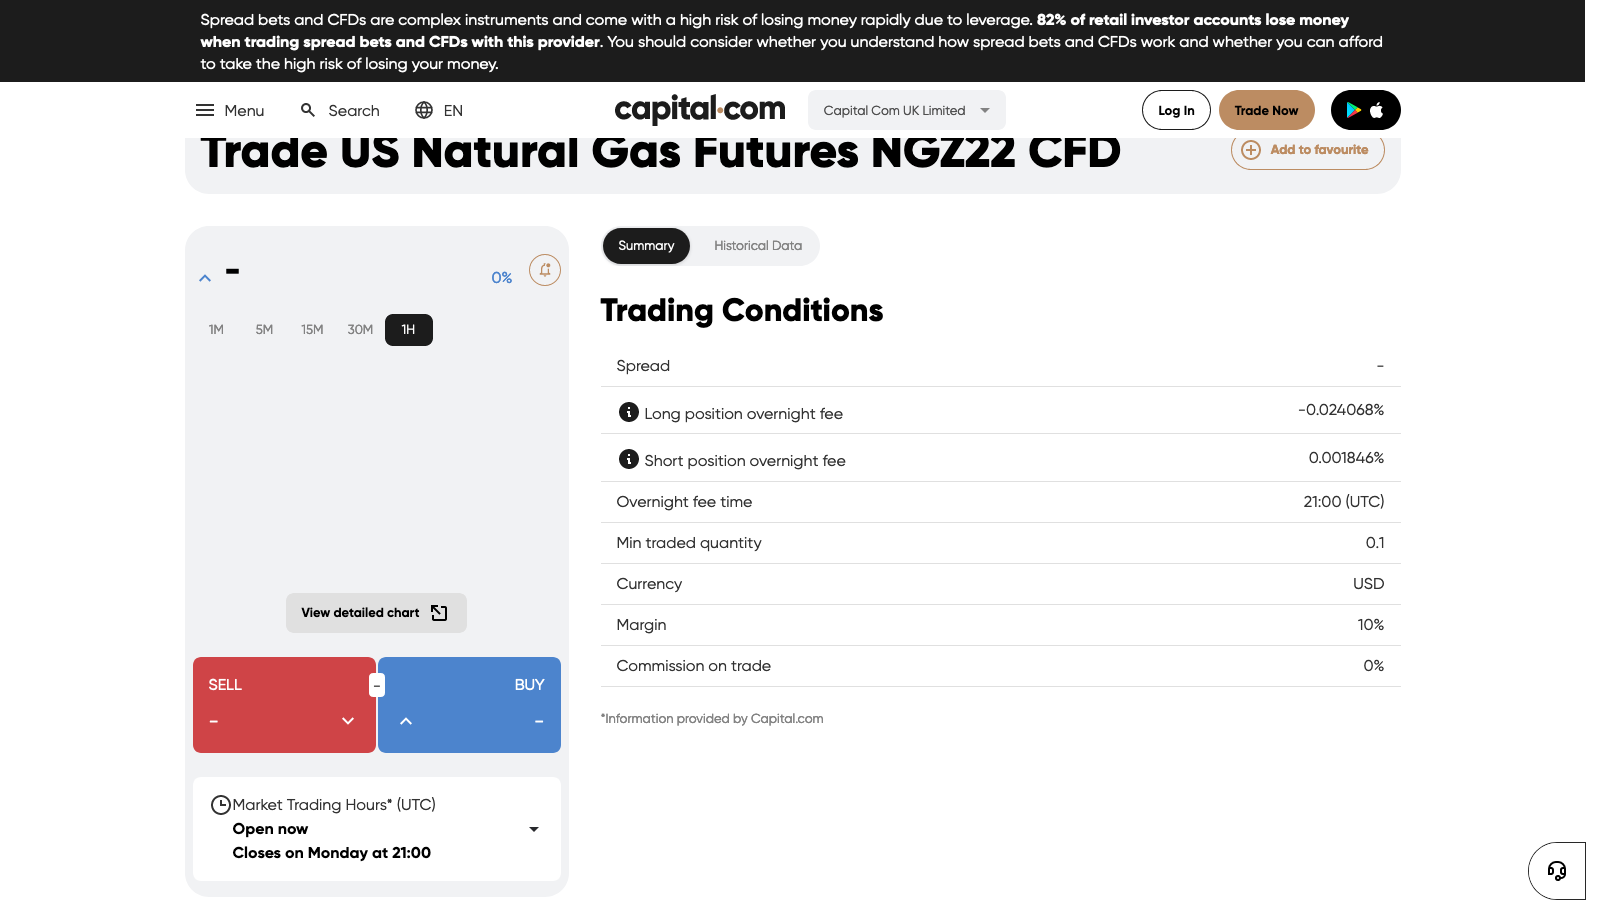 Spread bets and CFDs are complex instruments and come with a high risk of losing money rapidly due to leverage. 82% of retail investor accounts lose money
when trading spread bets and CFDs with this provider. You should consider whether you understand how spread bets and CFDs work and whether you can afford
to take the high risk of losing your money.
Menu Search EN capital.com Capital Com UK Limited Log In Trade Now
Trade US Natural Gas Futures NGZ22 CFD Add to favourite
Summary Historical Data
- 0%
1M 5M 15M 30M 1H
Trading Conditions
Spread -
Long position overnight fee -0.024068%
Short position overnight fee 0.001846%
Overnight fee time 21:00 (UTC)
Min traded quantity 0.1
Currency USD
Margin 10%
Commission on trade 0%
*Information provided by Capital.com
View detailed chart
SELL - BUY
- -
Market Trading Hours* (UTC)
Open now
Closes on Monday at 21:00